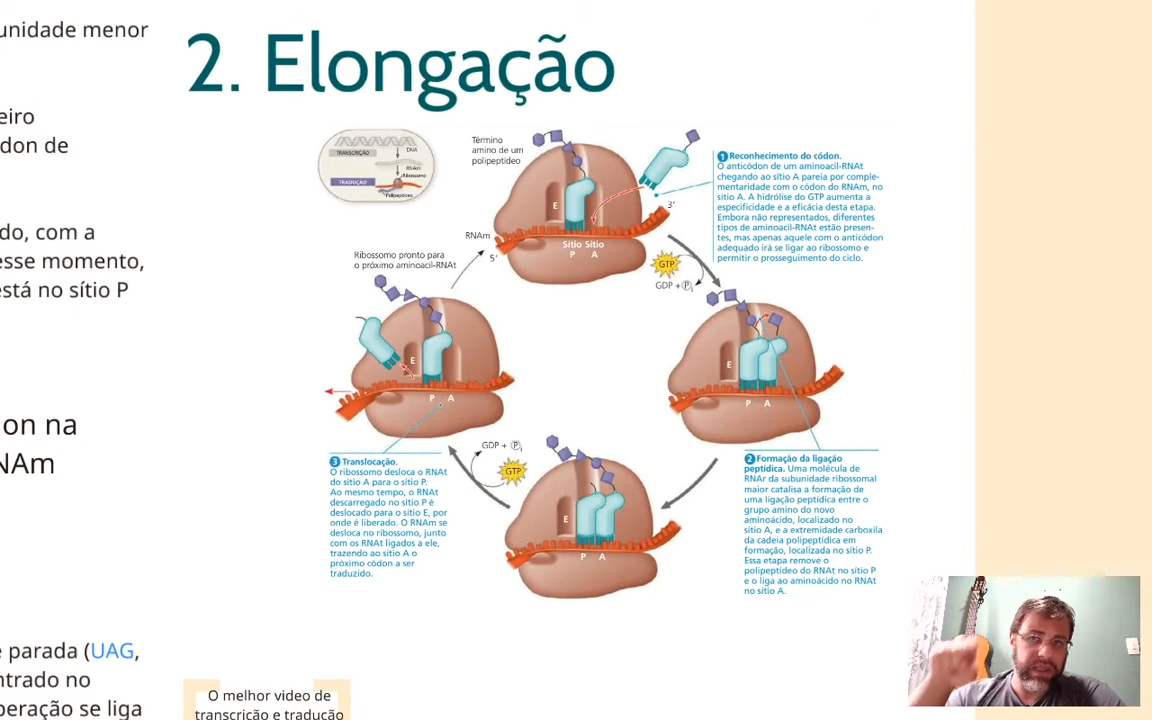 unidade menor
eiro
don de
do, com a
esse momento,
está no sítio P
on na
NAm
e parada (UAG,
ntrado no
peração se liga
2. Elongação
TRANSCRIÇÃO
DNA
RNAm
Ribossomo
TRADUÇÃO
Polipeptídeo
Término
amino de um
polipeptídeo
E
RNAm
5'
3'
Sítio Sítio
P A
1 Reconhecimento do códon.
O anticódon de um aminoacil-RNAt
chegando ao sítio A pareia por comple-
mentaridade com o códon do RNAm, no
sítio A. A hidrólise do GTP aumenta a
especificidade e a eficácia desta etapa.
Embora não representados, diferentes
tipos de aminoacil-RNAt estão presen-
tes, mas apenas aquele com o anticódon
adequado irá se ligar ao ribossomo e
permitir o prosseguimento do ciclo.
GTP
GDP + Pi
Ribossomo pronto para
o próximo aminoacil-RNAt
E
P A
E
P A
2 Formação da ligação
peptídica. Uma molécula de
RNAr da subunidade ribossomal
maior catalisa a formação de
uma ligação peptídica entre o
grupo amino do novo
aminoácido, localizado no
sítio A, e a extremidade carboxila
da cadeia polipeptídica em
formação, localizada no sítio P.
Essa etapa remove o
polipeptídeo do RNAt no sítio P
e o liga ao aminoácido no RNAt
no sítio A.
GDP + Pi
GTP
E
P A
3 Translocação.
O ribossomo desloca o RNAt
do sítio A para o sítio P.
Ao mesmo tempo, o RNAt
descarregado no sítio P é
deslocado para o sítio E, por
onde é liberado. O RNAm se
desloca no ribossomo, junto
com os RNAt ligados a ele,
trazendo ao sítio A o
próximo códon a ser
traduzido.
O melhor video de
transcrição e tradução